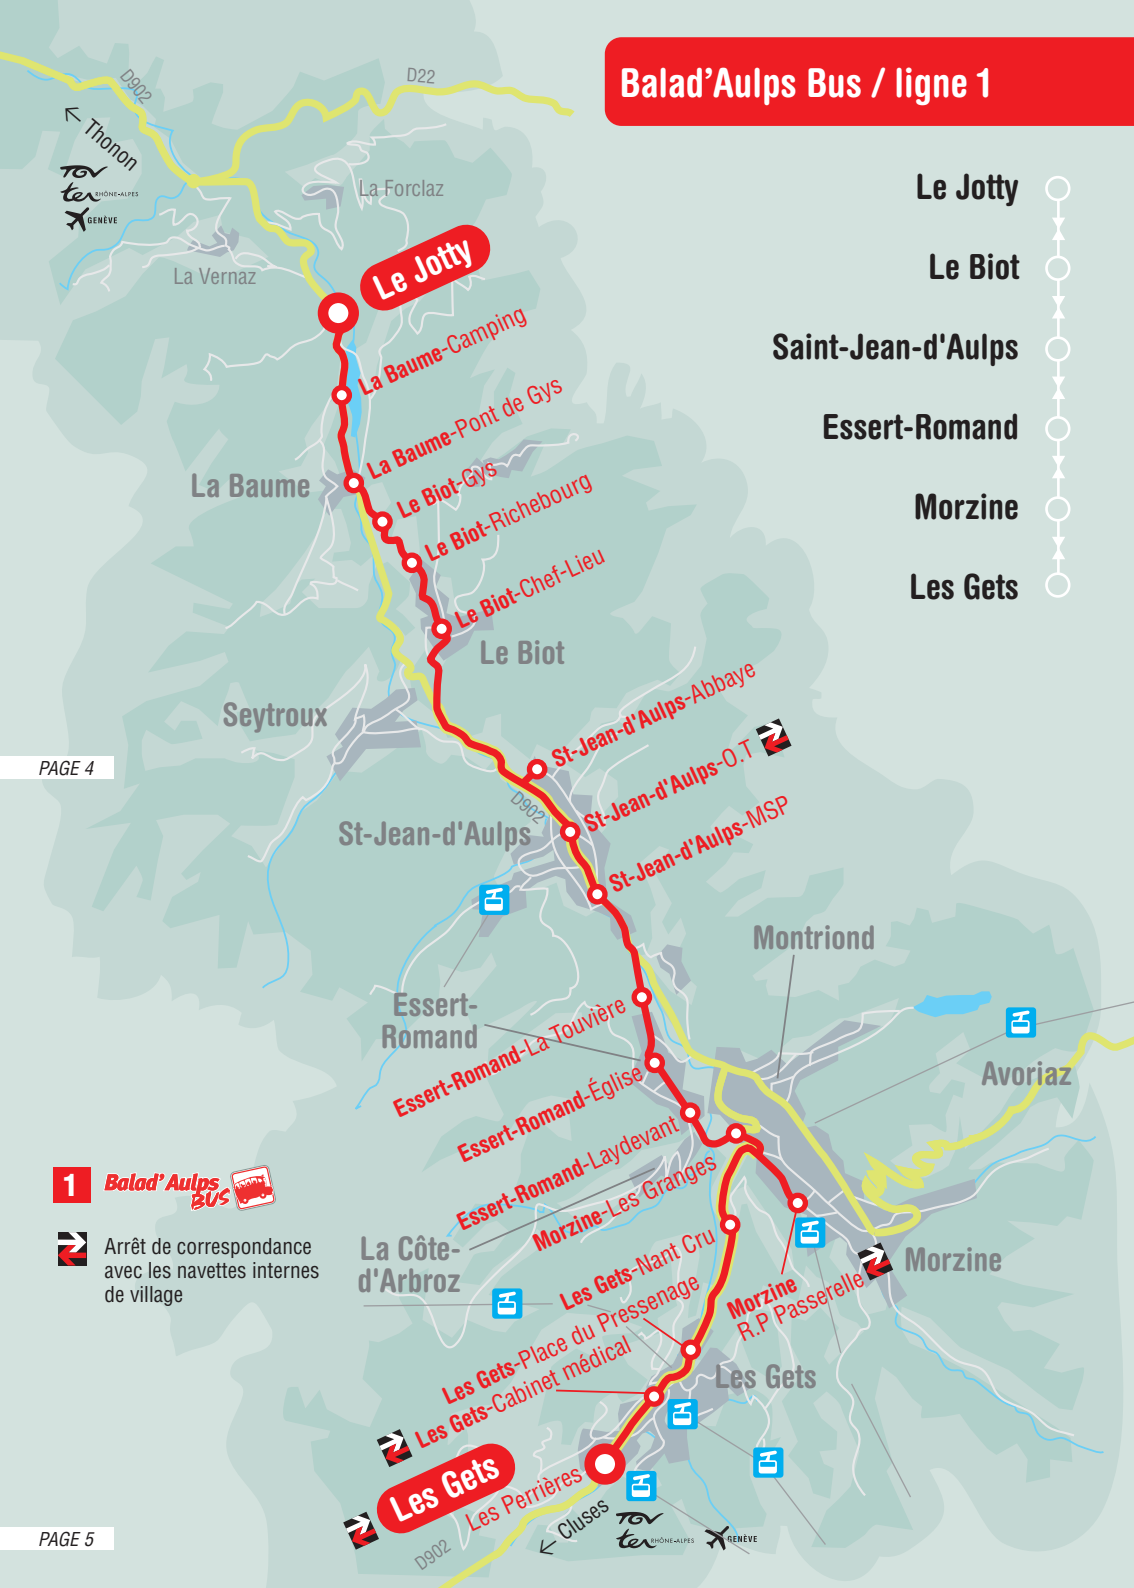 Balad'Aulps Bus / ligne 1
D902
D22
Thonon
TGV
ter RHÔNE-ALPES
GENÈVE
La Forclaz
La Vernaz
Le Jotty
Le Jotty
Le Biot
Saint-Jean-d'Aulps
Essert-Romand
Morzine
Les Gets
La Baume-Camping
La Baume-Pont de Gys
La Baume
Le Biot-Gys
Le Biot-Richebourg
Le Biot-Chef-Lieu
Le Biot
Seytroux
St-Jean-d'Aulps-Abbaye
St-Jean-d'Aulps-O.T
PAGE 4
D902
St-Jean-d'Aulps
St-Jean-d'Aulps-MSP
Montriond
Essert-
Romand
Essert-Romand-La Touvière
Avoriaz
Essert-Romand-Église
Essert-Romand-Laydevant
Morzine-Les Granges
1
Balad'Aulps
BUS
Arrêt de correspondance
avec les navettes internes
de village
La Côte-
d'Arbroz
Les Gets-Nant Cru
Morzine
R.P Passerelle
Morzine
Les Gets-Place du Pressenage
Les Gets-Cabinet médical
Les Gets
Les Gets
Les Perrières
Cluses
TGV
ter RHÔNE-ALPES
GENÈVE
D902
PAGE 5